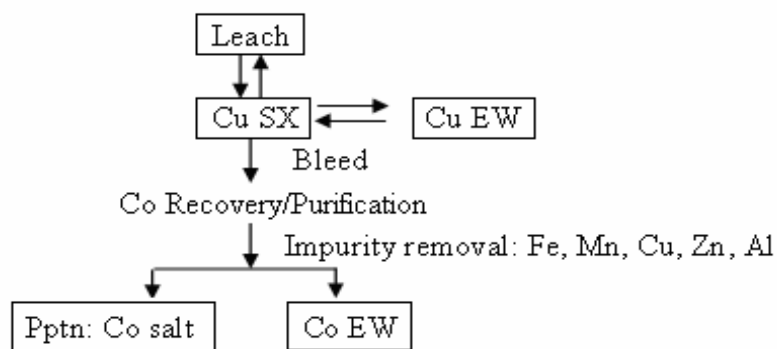 Leach
Cu SX
Cu EW
Bleed
Co Recovery/Purification
Impurity removal: Fe, Mn, Cu, Zn, Al
Pptn: Co salt
Co EW